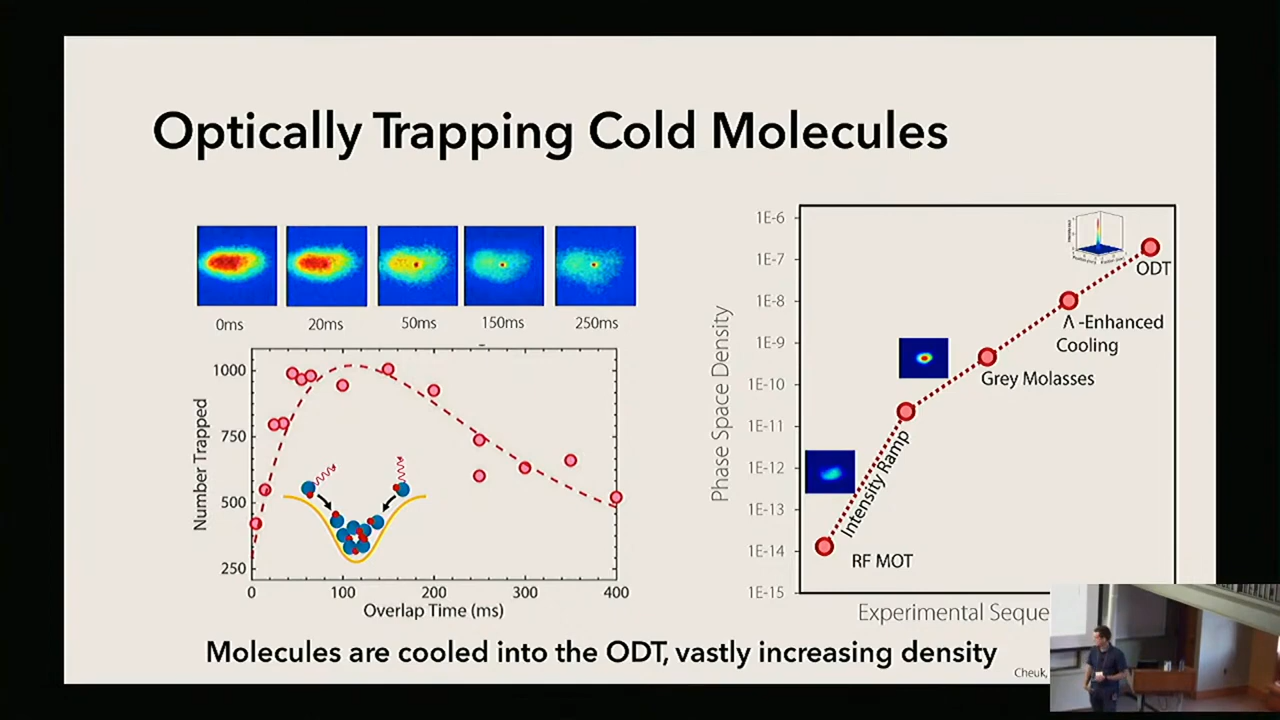 Optically Trapping Cold Molecules
0ms 20ms 50ms 150ms 250ms
Number Trapped
1000
750
500
250
0 100 200 300 400
Overlap Time (ms)
Phase Space Density
1E-6
1E-7
1E-8
1E-9
1E-10
1E-11
1E-12
1E-13
1E-14
1E-15
ODT
Λ -Enhanced
Cooling
Grey Molasses
Intensity Ramp
RF MOT
Experimental Seque
Molecules are cooled into the ODT, vastly increasing density
Cheuk,